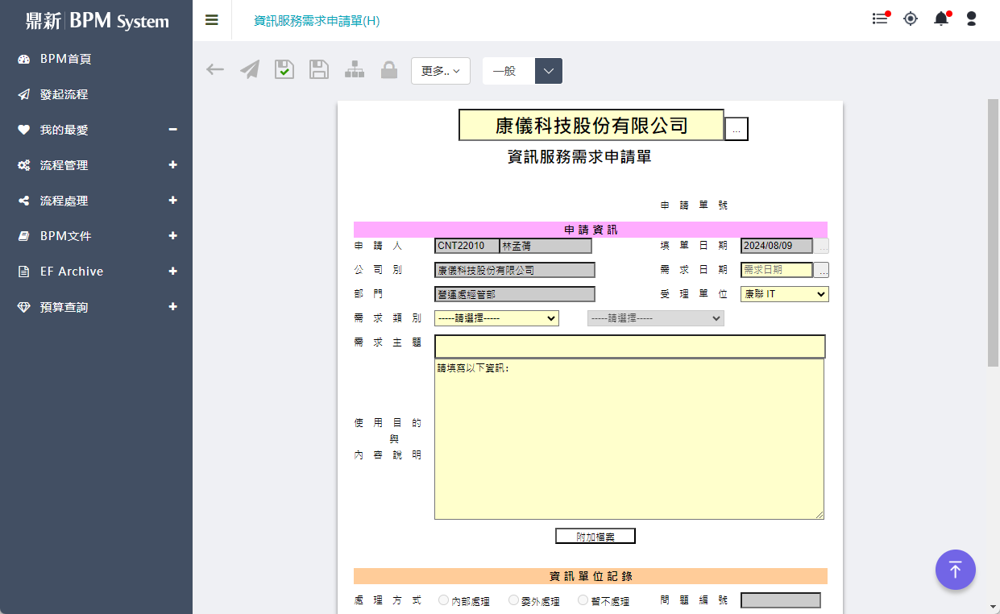 鼎新 BPM System
BPM首頁
發起流程
我的最愛
流程管理
流程處理
BPM文件
EF Archive
預算查詢
資訊服務需求申請單(H)
更多..
一般
康儀科技股份有限公司 ...
資訊服務需求申請單
申請單號
申請資訊
申請人 CNT22010 林孟蒨 填單日期 2024/08/09 ...
公司別 康儀科技股份有限公司 需求日期 需求日期 ...
部門 營運處經管部 受理單位 康聯 IT
需求類別 -----請選擇----- -----請選擇-----
需求主題
請填寫以下資訊:
使用目的
與
內容說明
附加檔案
資訊單位記錄
處理方式 內部處理 委外處理 暫不處理 問題編號